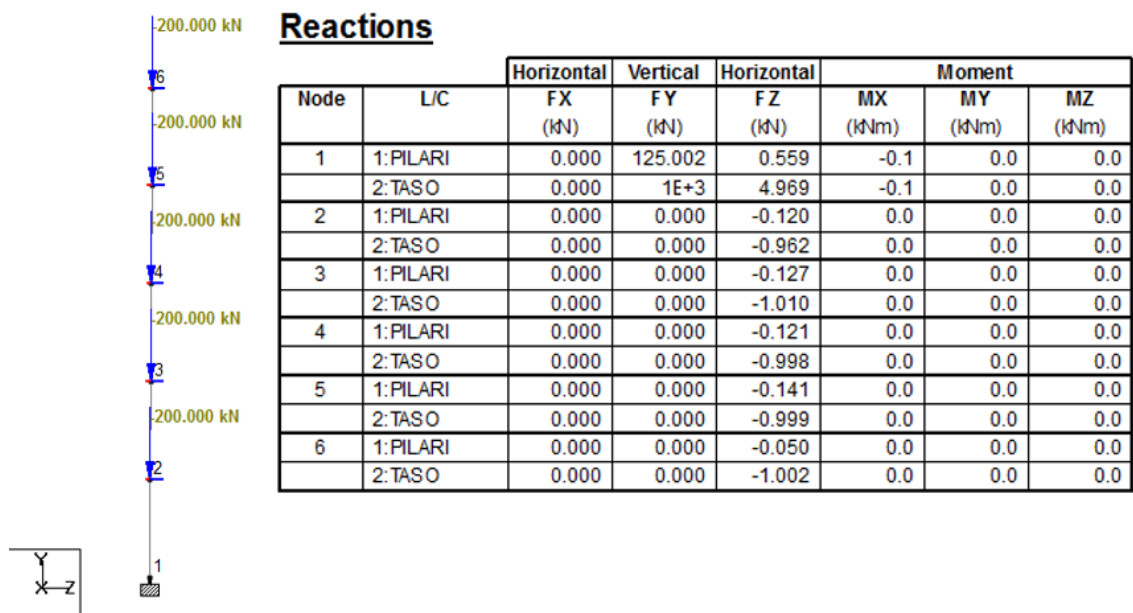 Reactions
Horizontal Vertical Horizontal Moment
Node L/C FX FY FZ MX MY MZ
(kN) (kN) (kN) (kNm) (kNm) (kNm)
1 1:PILARI 0.000 125.002 0.559 -0.1 0.0 0.0
2:TASO 0.000 1E+3 4.969 -0.1 0.0 0.0
2 1:PILARI 0.000 0.000 -0.120 0.0 0.0 0.0
2:TASO 0.000 0.000 -0.962 0.0 0.0 0.0
3 1:PILARI 0.000 0.000 -0.127 0.0 0.0 0.0
2:TASO 0.000 0.000 -1.010 0.0 0.0 0.0
4 1:PILARI 0.000 0.000 -0.121 0.0 0.0 0.0
2:TASO 0.000 0.000 -0.998 0.0 0.0 0.0
5 1:PILARI 0.000 0.000 -0.141 0.0 0.0 0.0
2:TASO 0.000 0.000 -0.999 0.0 0.0 0.0
6 1:PILARI 0.000 0.000 -0.050 0.0 0.0 0.0
2:TASO 0.000 0.000 -1.002 0.0 0.0 0.0
200.000 kN
6
200.000 kN
5
200.000 kN
4
200.000 kN
3
200.000 kN
2
1
Y
X Z